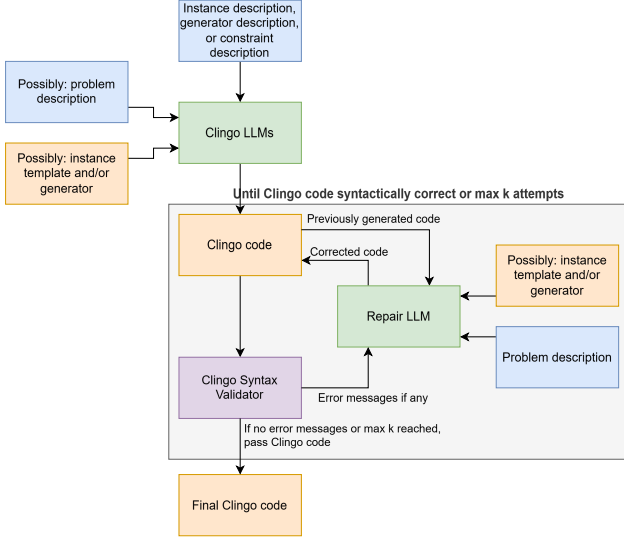 Instance description,
generator description,
or constraint
description
Possibly: problem
description
Clingo LLMs
Possibly: instance
template and/or
generator
Until Clingo code syntactically correct or max k attempts
Previously generated code
Clingo code
Corrected code
Possibly: instance
template and/or
generator
Repair LLM
Problem description
Clingo Syntax
Validator
Error messages if any
If no error messages or max k reached,
pass Clingo code
Final Clingo code